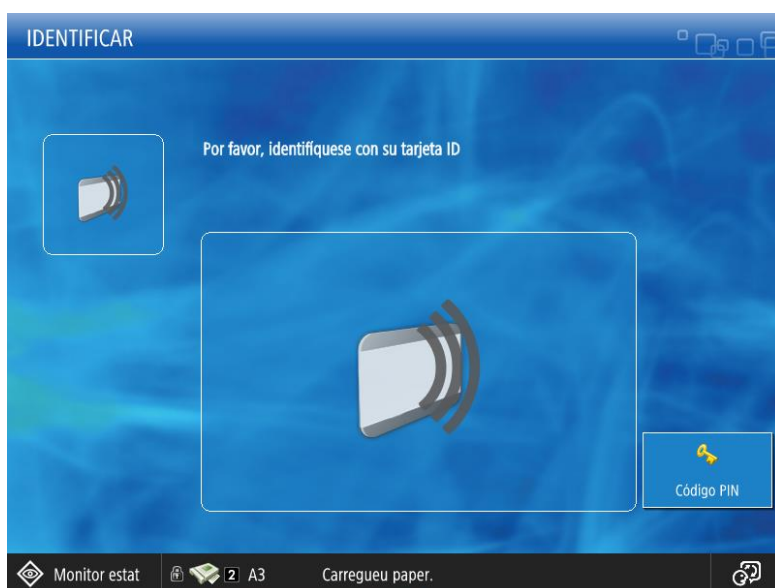 IDENTIFICAR
Por favor, identifíquese con su tarjeta ID
Código PIN
Monitor estat
2 A3
Carregueu paper.